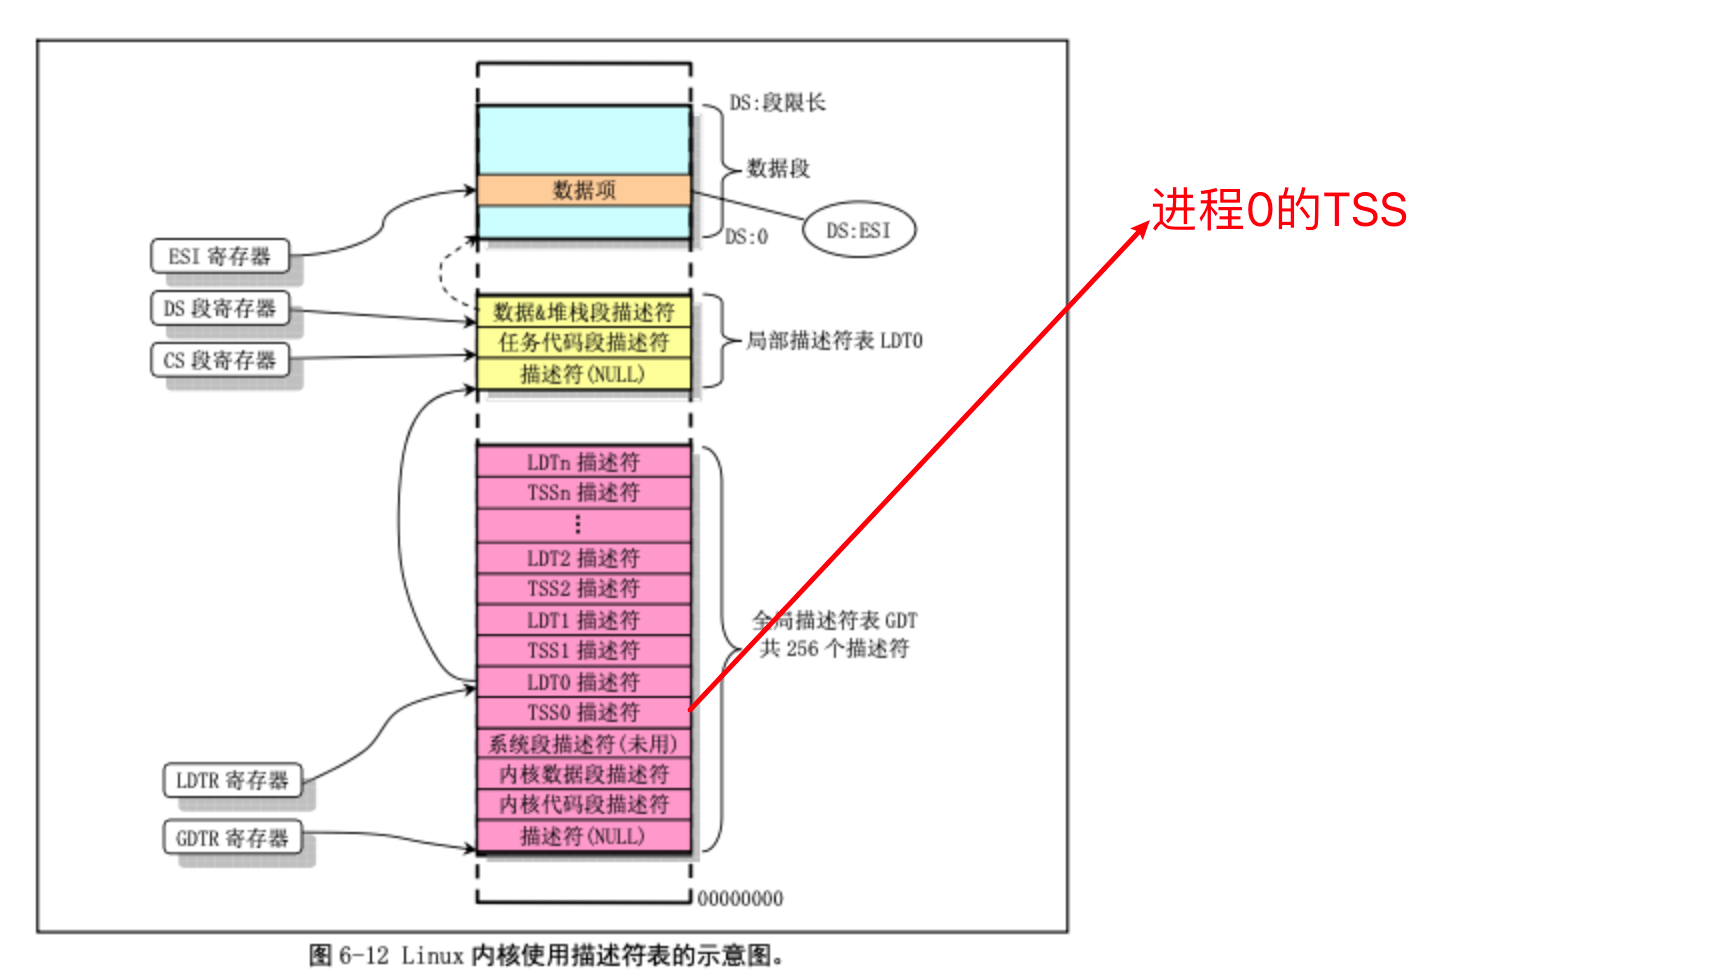 DS:段限长
数据段
数据项
进程0的TSS
DS:ESI
DS:0
ESI 寄存器
DS 段寄存器
数据&堆栈段描述符
任务代码段描述符
局部描述符表 LDT0
CS 段寄存器
描述符(NULL)
LDTn 描述符
TSSn 描述符
⋮
LDT2 描述符
TSS2 描述符
LDT1 描述符
全局描述符表 GDT
共 256 个描述符
TSS1 描述符
LDT0 描述符
TSS0 描述符
系统段描述符(未用)
LDTR 寄存器
内核数据段描述符
内核代码段描述符
GDTR 寄存器
描述符(NULL)
00000000
图 6-12 Linux 内核使用描述符表的示意图。